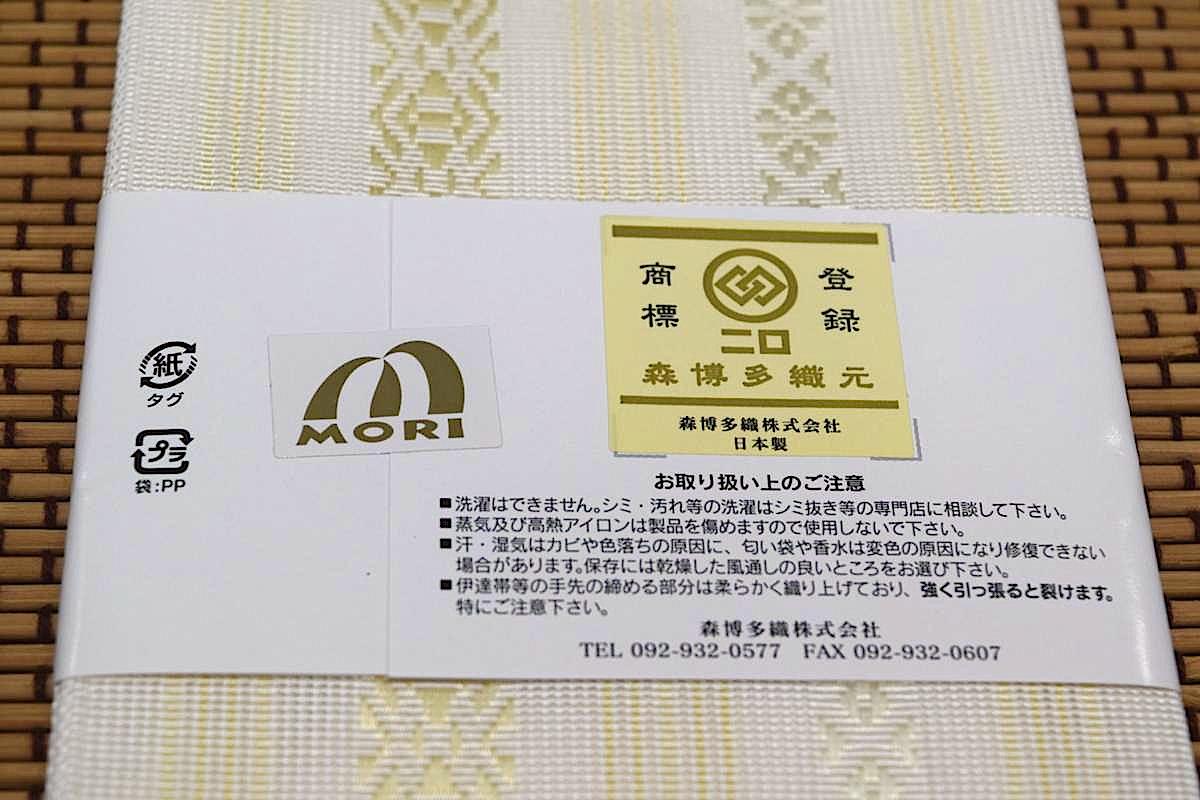 紙
タグ
プラ
袋:PP
MORI
登録
商標
二ロ
森博多織元
森博多織株式会社
日本製
お取り扱い上のご注意
■洗濯はできません。シミ・汚れ等の洗濯はシミ抜き等の専門店に相談して下さい。
■蒸気及び高熱アイロンは製品を傷めますので使用しないで下さい。
■汗・湿気はカビや色落ちの原因に、匂い袋や香水は変色の原因になり修復できない
場合があります。保存には乾燥した風通しの良いところをお選び下さい。
■伊達帯等の手先の締める部分は柔らかく織り上げており、強く引っ張ると裂けます。
特にご注意下さい。
森博多織株式会社
TEL 092-932-0577 FAX 092-932-0607